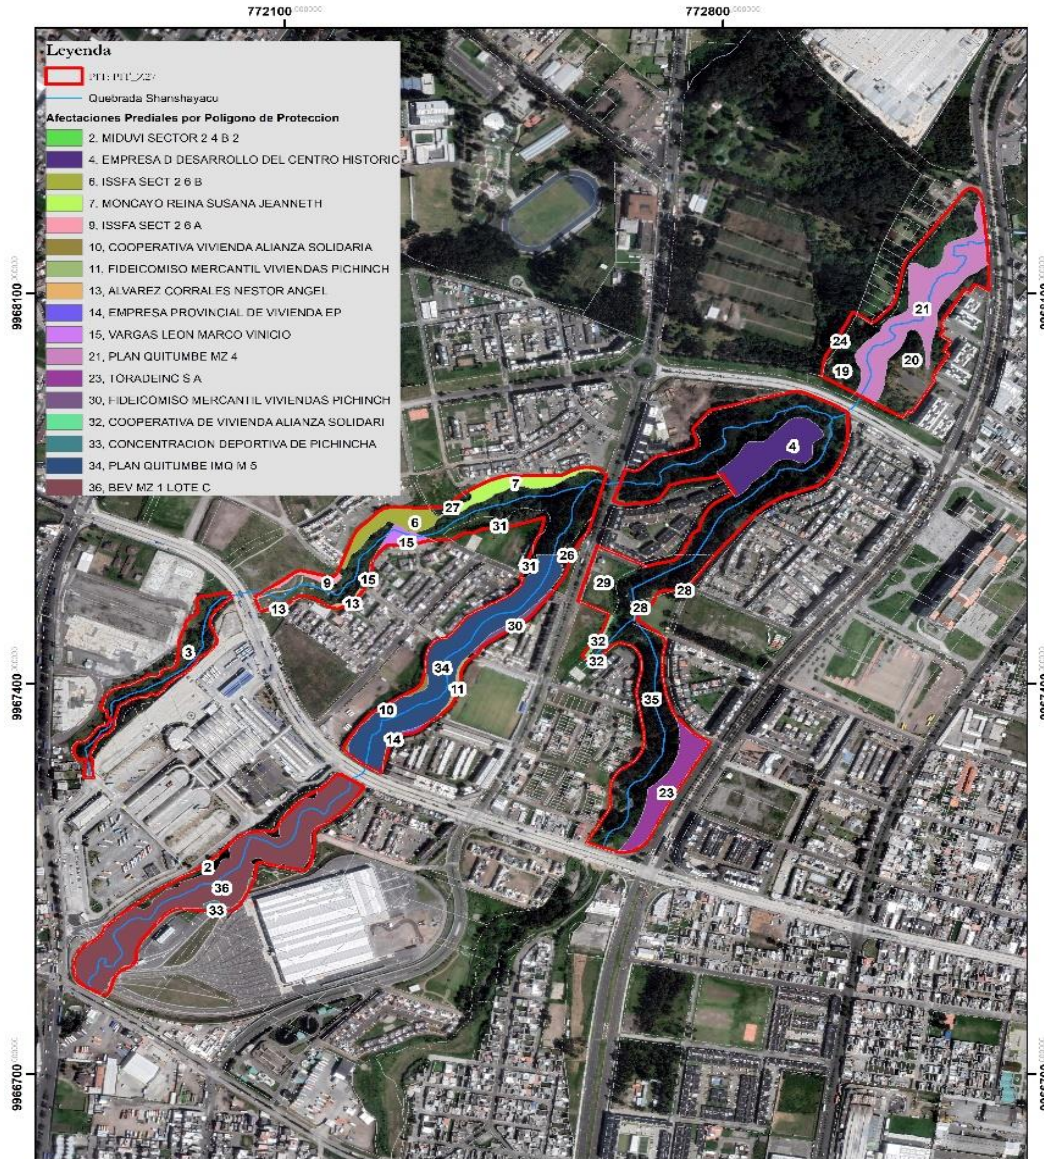 772100
772800
Leyenda
Quebrada Shanshayacu
Afectaciones Prediales por Poligono de Proteccion
2, MIDUVI SECTOR 2 4 B 2
4, EMPRESA D DESARROLLO DEL CENTRO HISTORIC
6, ISSFA SECT 2 6 B
7, MONCAYO REINA SUSANA JEANNETH
9, ISSFA SECT 2 6 A
10, COOPERATIVA VIVIENDA ALIANZA SOLIDARIA
11, FIDEICOMISO MERCANTIL VIVIENDAS PICHINCH
13, ALVAREZ CORRALES NESTOR ANGEL
14, EMPRESA PROVINCIAL DE VIVIENDA EP
15, VARGAS LEON MARCO VINICIO
21, PLAN QUITUMBE MZ 4
23, TORADEINC S A
30, FIDEICOMISO MERCANTIL VIVIENDAS PICHINCH
32, COOPERATIVA DE VIVIENDA ALIANZA SOLIDARI
33, CONCENTRACION DEPORTIVA DE PICHINCHA
34, PLAN QUITUMBE IMQ M 5
36, BEV MZ 1 LOTE C
9968100
9968100
21
24
20
19
4
7
27
6
31
15
26
31
9
15
29
28
13
13
28
30
32
3
32
34
11
35
10
14
9967400
9967400
23
2
36
33
9966700
9966700